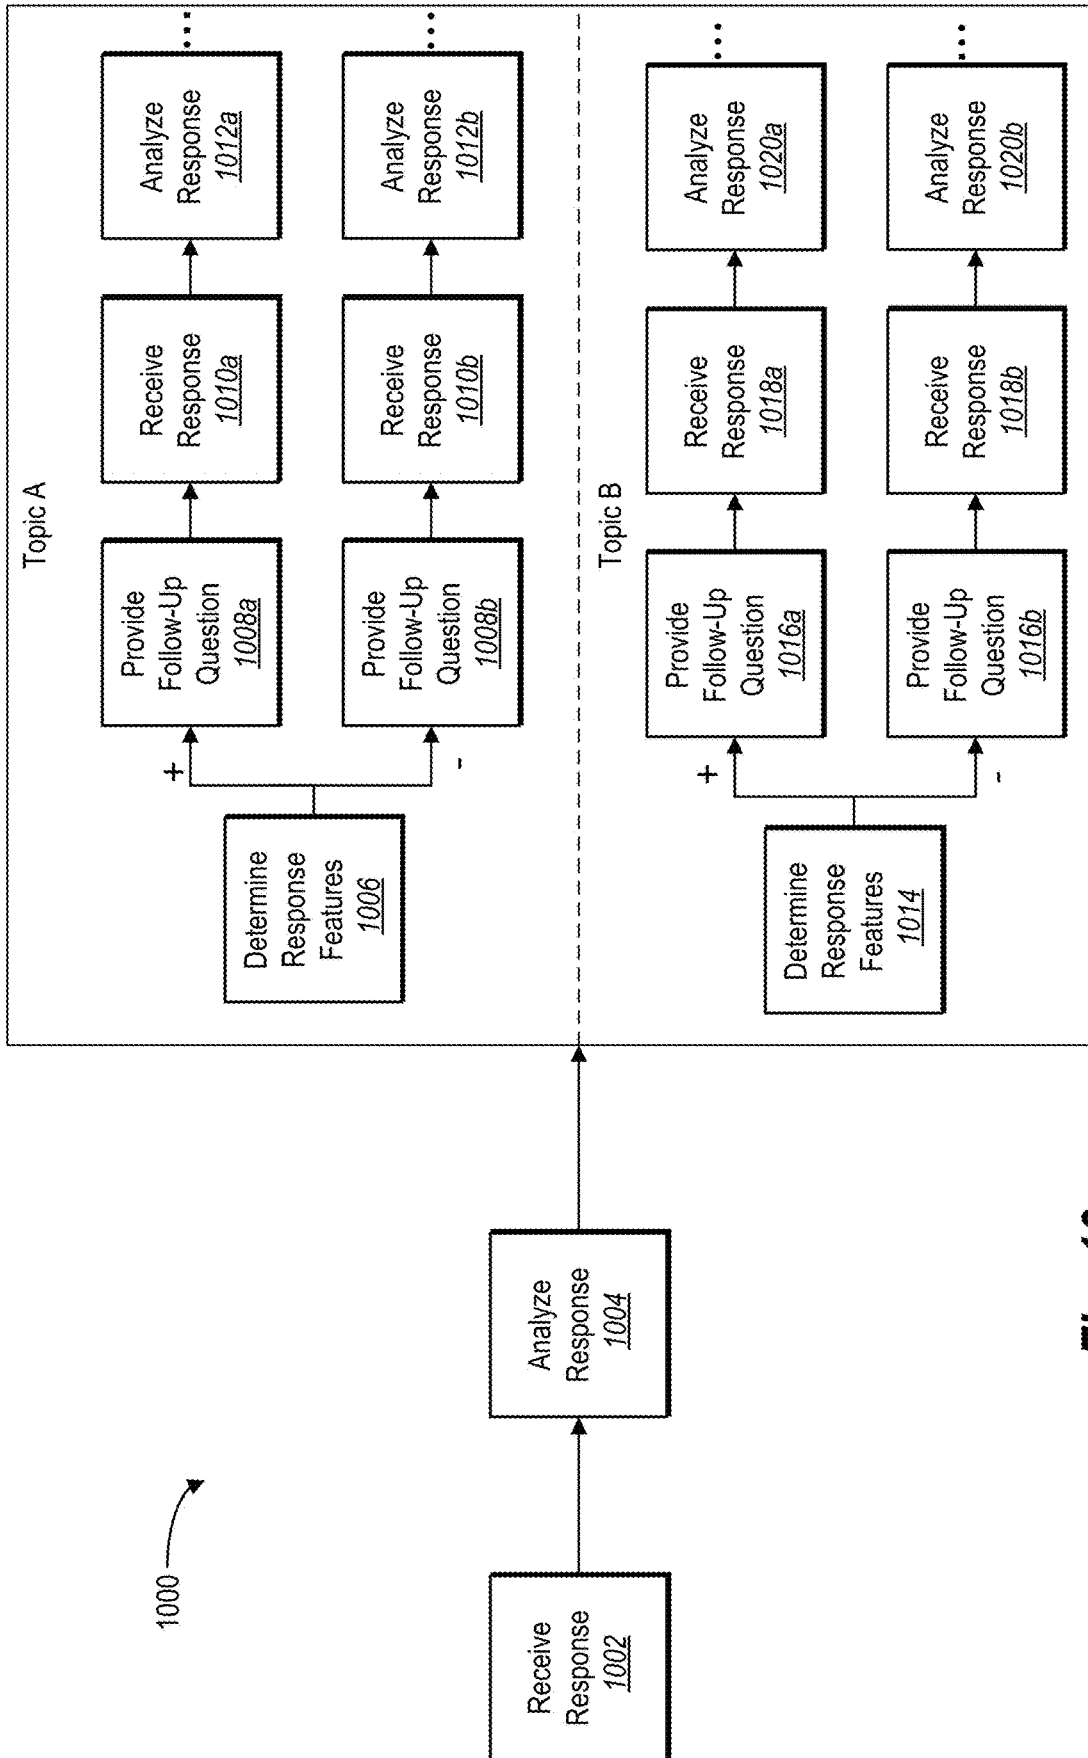 1000
Receive
Response
1002
Analyze
Response
1004
Topic A
Determine
Response
Features
1006
+
-
Provide
Follow-Up
Question
1008a
Receive
Response
1010a
Analyze
Response
1012a
...
Provide
Follow-Up
Question
1008b
Receive
Response
1010b
Analyze
Response
1012b
...
Topic B
Determine
Response
Features
1014
+
-
Provide
Follow-Up
Question
1016a
Receive
Response
1018a
Analyze
Response
1020a
...
Provide
Follow-Up
Question
1016b
Receive
Response
1018b
Analyze
Response
1020b
...